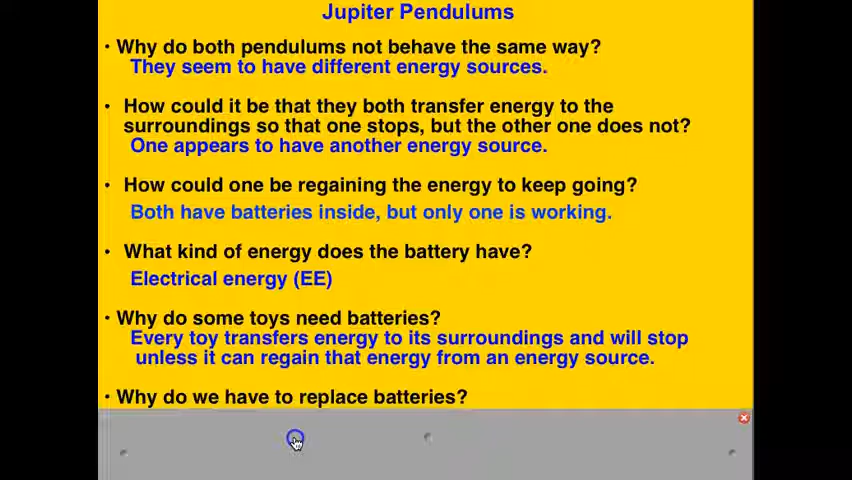 Jupiter Pendulums
• Why do both pendulums not behave the same way?
They seem to have different energy sources.
• How could it be that they both transfer energy to the
surroundings so that one stops, but the other one does not?
One appears to have another energy source.
• How could one be regaining the energy to keep going?
Both have batteries inside, but only one is working.
• What kind of energy does the battery have?
Electrical energy (EE)
• Why do some toys need batteries?
Every toy transfers energy to its surroundings and will stop
unless it can regain that energy from an energy source.
• Why do we have to replace batteries?